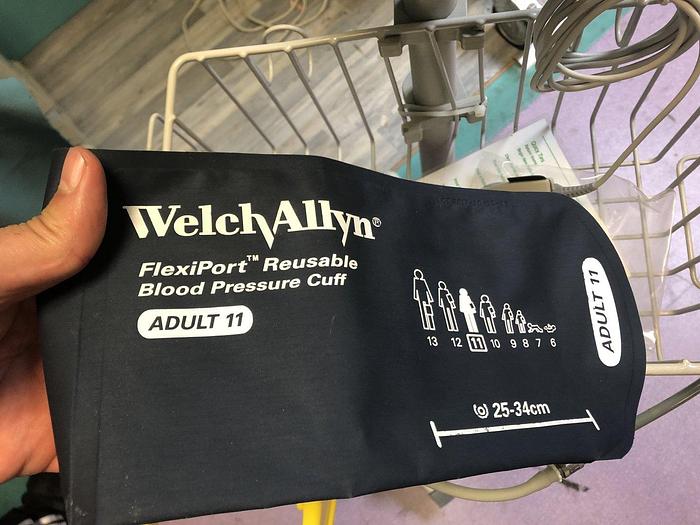 WelchAllyn®
FlexiPort™ Reusable
Blood Pressure Cuff
ADULT 11
13 12 11 10 9 8 7 6
25-34cm
ADULT 11